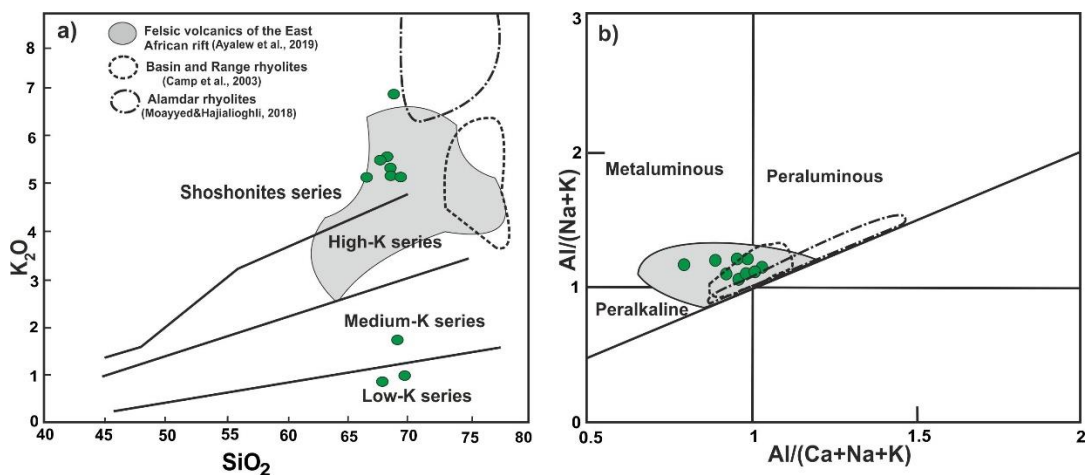 a)
Felsic volcanics of the East
African rift (Ayalew et al., 2019)
Basin and Range rhyolites
(Camp et al., 2003)
Alamdar rhyolites
(Moayyed&Hajialioghli, 2018)
Shoshonites series
High-K series
Medium-K series
Low-K series
K2O
8
7
6
5
4
3
2
1
0
40
45
50
55
60
65
70
75
80
SiO2
b)
Metaluminous
Peraluminous
Peralkaline
Al/(Na+K)
3
2
1
0
0.5
1
1.5
2
Al/(Ca+Na+K)